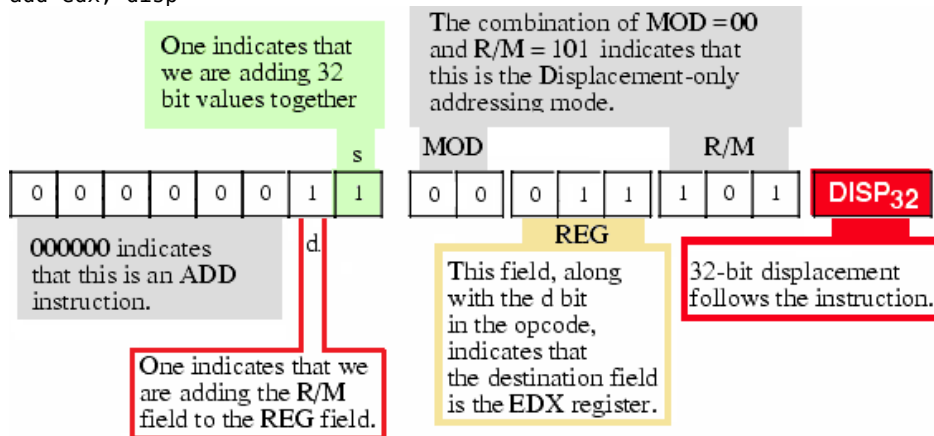 add edx, disp
One indicates that
we are adding 32
bit values together
The combination of MOD = 00
and R/M = 101 indicates that
this is the Displacement-only
addressing mode.
s
MOD
R/M
0 0 0 0 0 0 1 1
0 0 0 1 1 1 0 1
DISP32
000000 indicates
that this is an ADD
instruction.
d
REG
This field, along
with the d bit
in the opcode,
indicates that
the destination field
is the EDX register.
32-bit displacement
follows the instruction.
One indicates that we
are adding the R/M
field to the REG field.